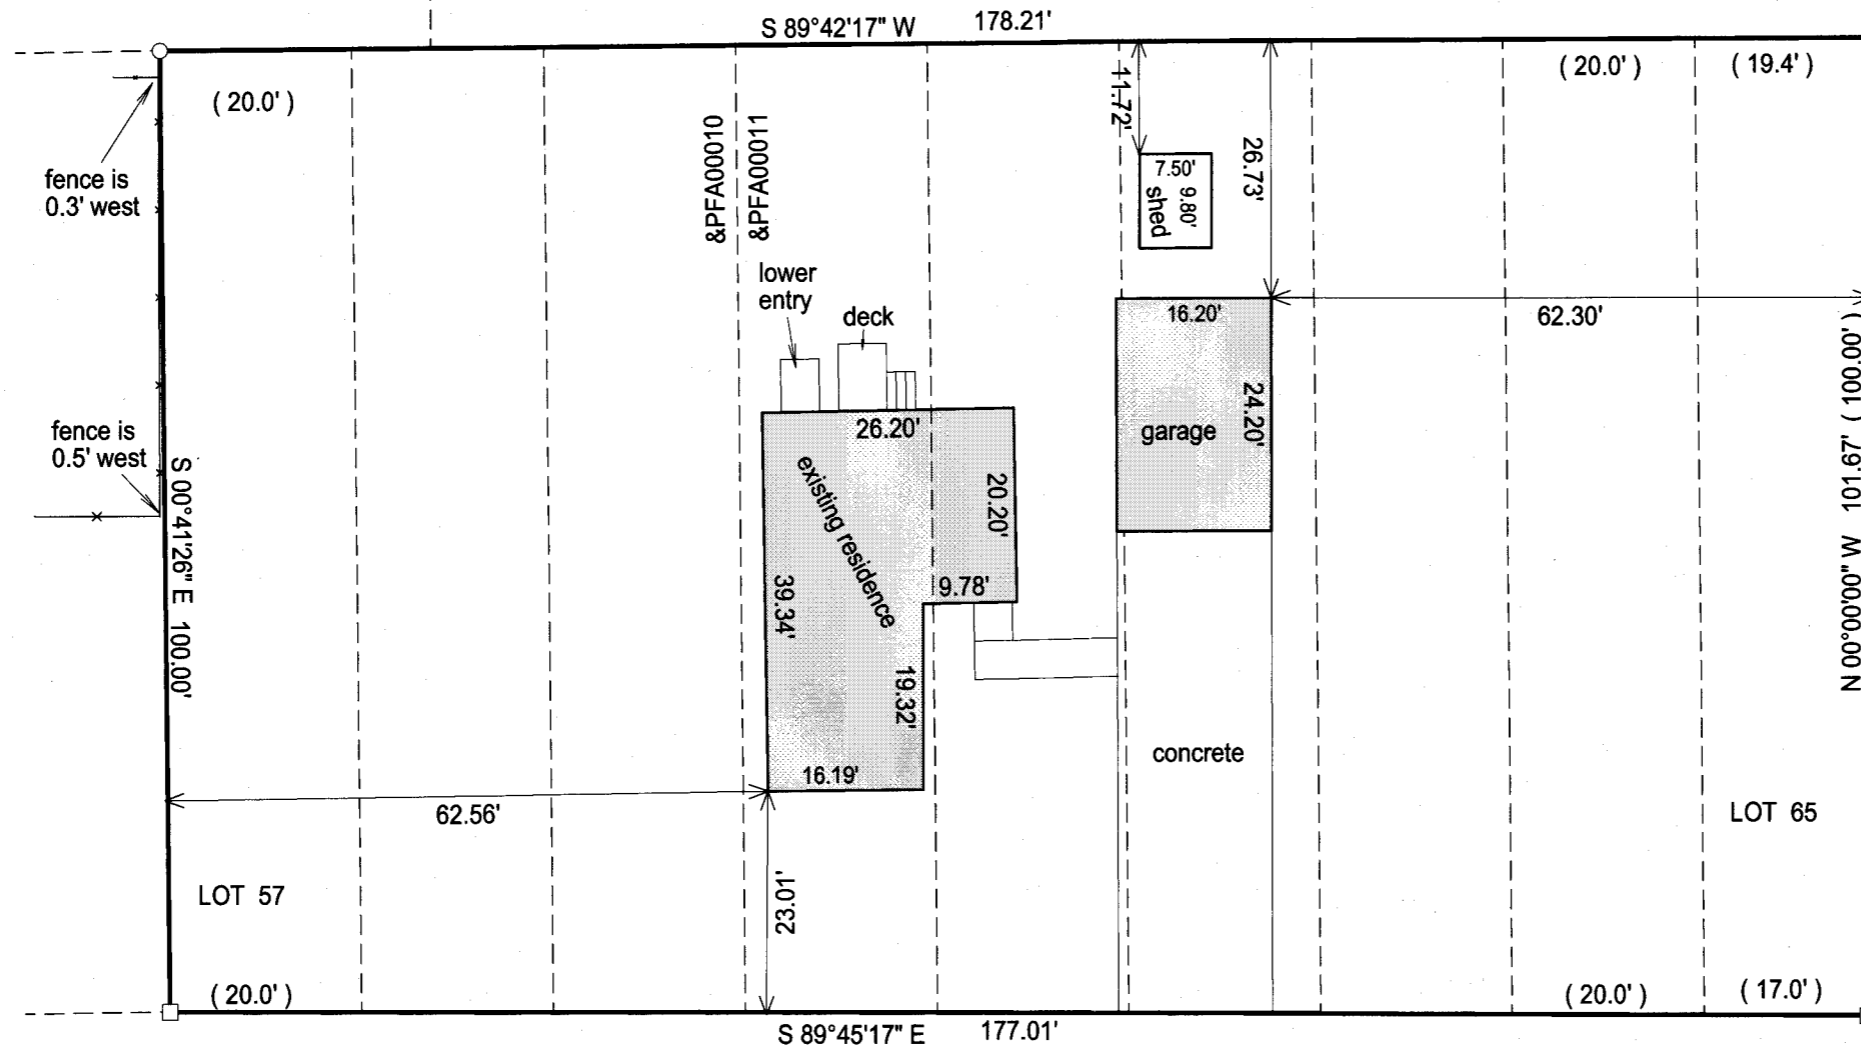 S 89°42'17" W 178.21'
( 20.0' )
( 20.0' )
( 19.4' )
fence is
0.3' west
&PFA00010
&PFA00011
11.72'
26.73'
7.50'
9.80'
shed
lower
entry
deck
16.20'
62.30'
26.20'
24.20'
garage
fence is
0.5' west
existing residence
20.20'
9.78'
39.34'
19.32'
S 00°41'26" E 100.00'
N 00°00'00" W 101.67' ( 100.00' )
16.19'
concrete
62.56'
LOT 65
LOT 57
23.01'
( 20.0' )
( 20.0' )
( 17.0' )
S 89°45'17" E 177.01'